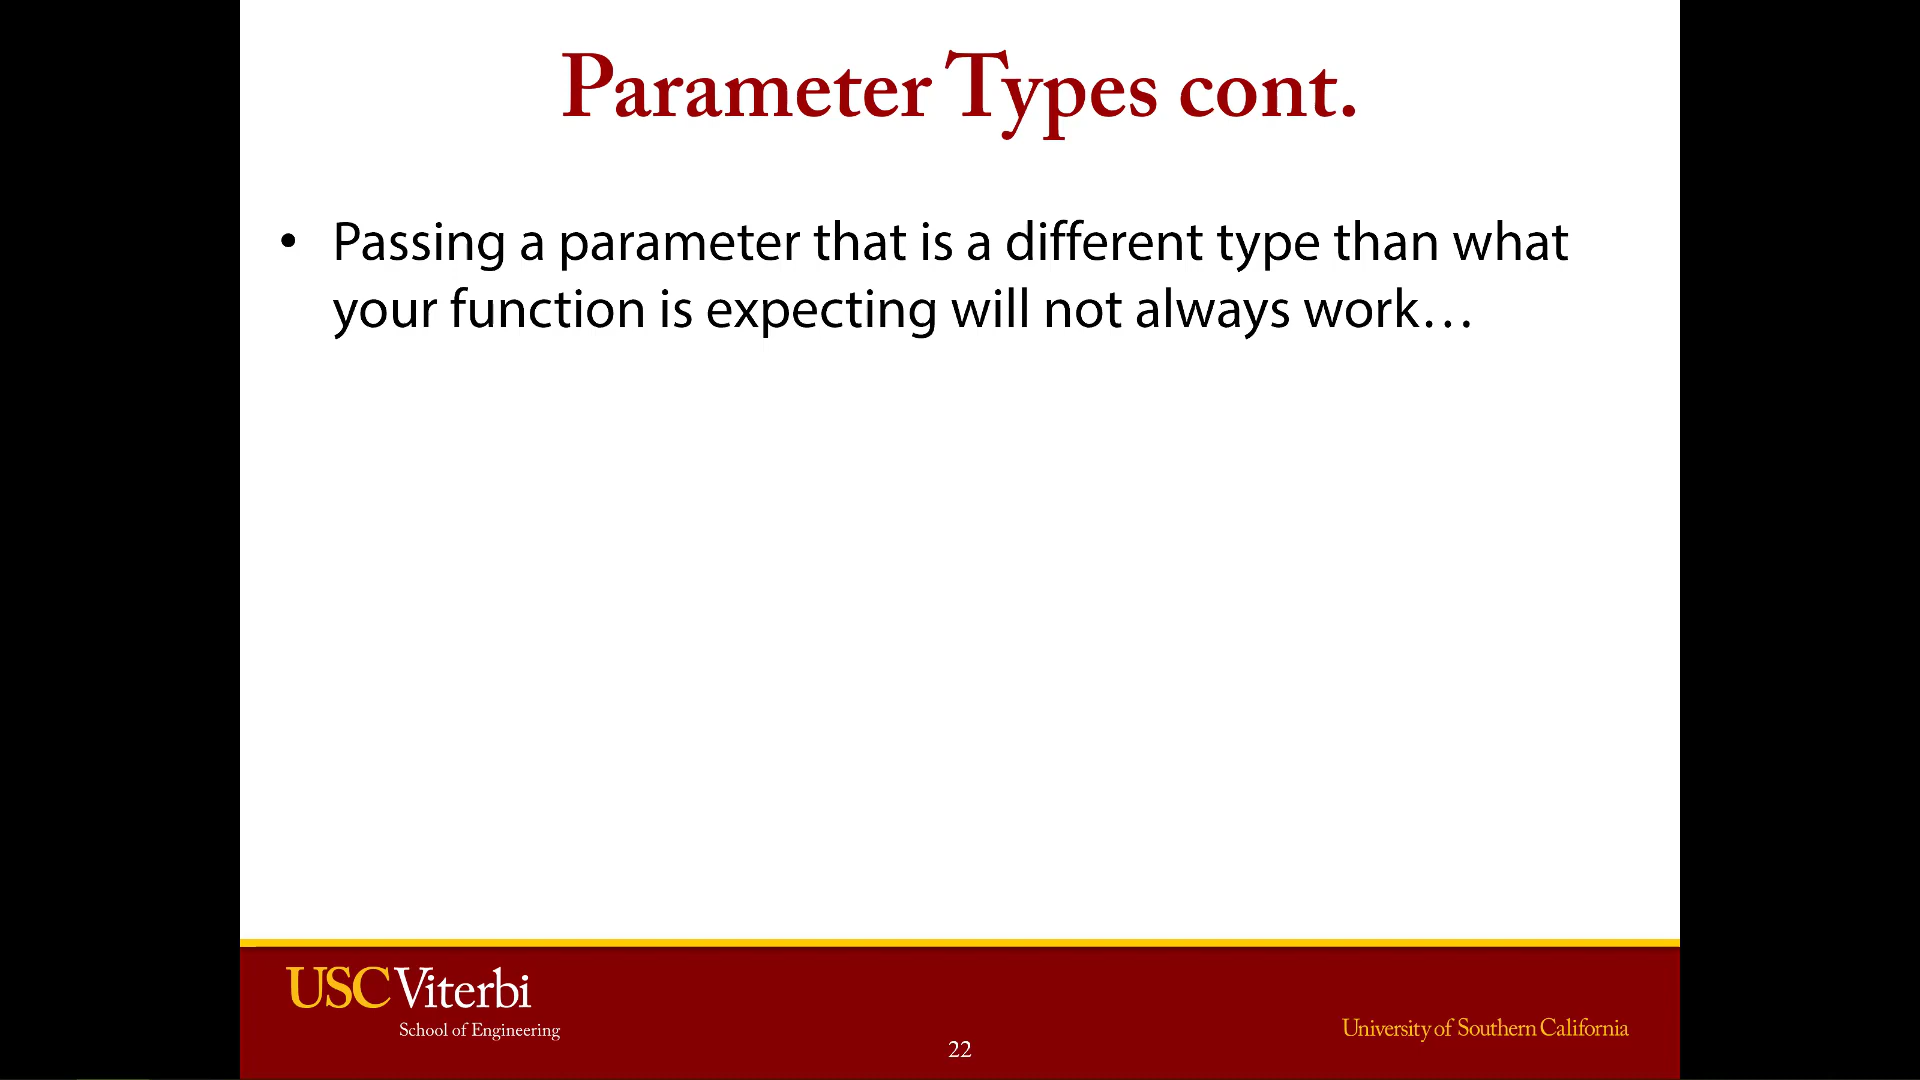 Parameter Types cont.
• Passing a parameter that is a different type than what
your function is expecting will not always work…
USC Viterbi
School of Engineering
University of Southern California
22